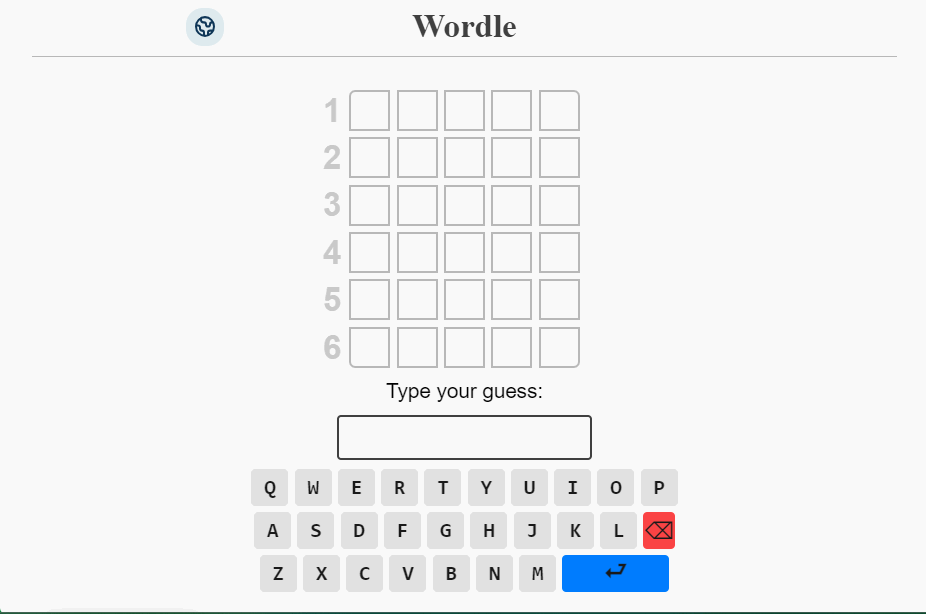 Wordle
1
2
3
4
5
6
Type your guess:
Q W E R T Y U I O P
A S D F G H J K L ⌫
Z X C V B N M